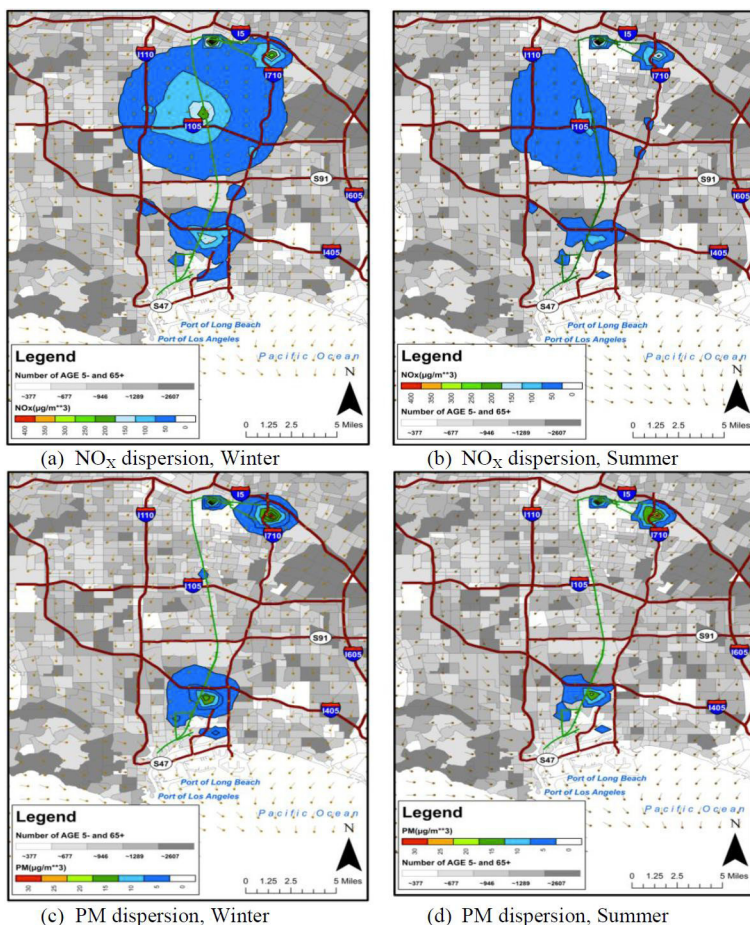 I5
I110
I710
I105
S91
I605
I405
S47
Port of Long Beach
Port of Los Angeles
Pacific Ocean
Legend
Number of AGE 5- and 65+
~377 ~677 ~946 ~1289 ~2607
NOx(µg/m**3)
400 350 300 250 200 150 100 50 0
N
0 1.25 2.5 5 Miles
(a) NOX dispersion, Winter
I5
I110
I710
I105
S91
I605
I405
S47
Port of Long Beach
Port of Los Angeles
Pacific Ocean
Legend
NOx(µg/m**3)
400 350 300 250 200 150 100 50 0
Number of AGE 5- and 65+
~377 ~677 ~946 ~1289 ~2607
N
0 1.25 2.5 5 Miles
(b) NOX dispersion, Summer
I5
I110
I710
I105
S91
I605
I405
S47
Port of Long Beach
Port of Los Angeles
Pacific Ocean
Legend
Number of AGE 5- and 65+
~377 ~677 ~946 ~1289 ~2607
PM(µg/m**3)
30 25 20 15 10 5 0
N
0 1.25 2.5 5 Miles
(c) PM dispersion, Winter
I5
I110
I710
I105
S91
I605
I405
S47
Port of Long Beach
Port of Los Angeles
Pacific Ocean
Legend
PM(µg/m**3)
30 25 20 15 10 5 0
Number of AGE 5- and 65+
~377 ~677 ~946 ~1289 ~2607
N
0 1.25 2.5 5 Miles
(d) PM dispersion, Summer